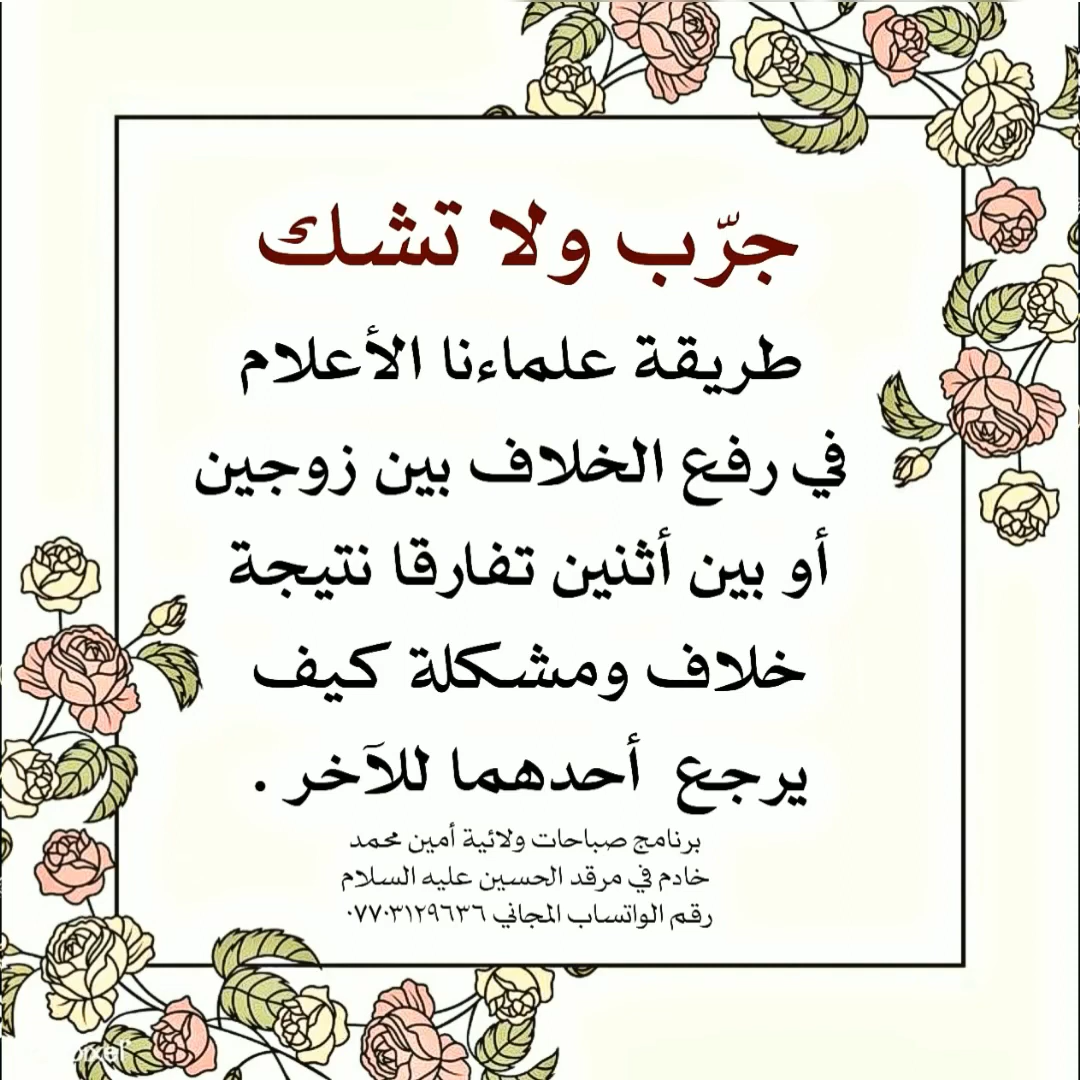 جرّب ولا تشك
طريقة علماءنا الأعلام
في رفع الخلاف بين زوجين
أو بين أثنين تفارقا نتيجة
خلاف ومشكلة كيف
يرجع أحدهما للآخر .
برنامج صباحات ولائية أمين محمد
خادم في مرقد الحسين عليه السلام
رقم الواتساب المجاني ٠٧٧٠٣١٢٩٦٣٦